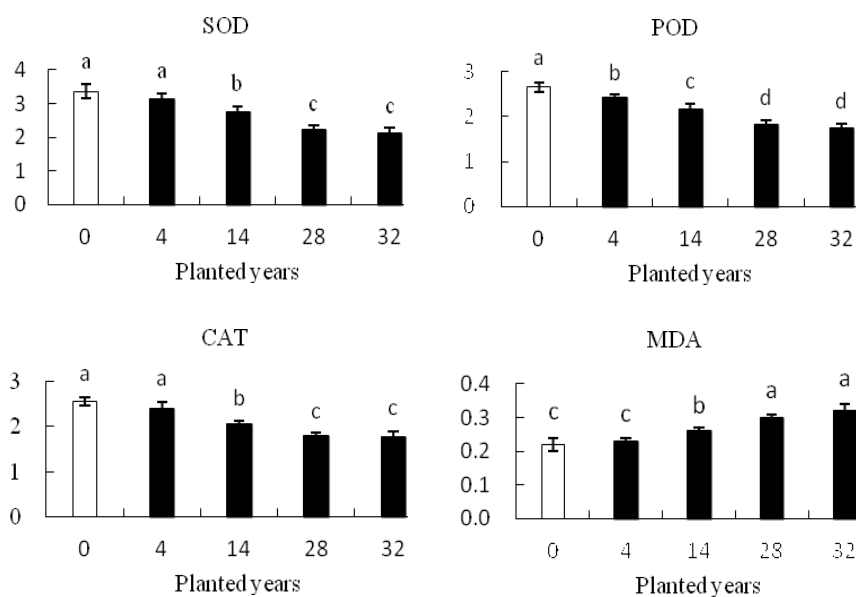 SOD
a a b c c
4
3
2
1
0
0 4 14 28 32
Planted years
POD
a b c d d
3
2
1
0
0 4 14 28 32
Planted years
CAT
a a b c c
3
2
1
0
0 4 14 28 32
Planted years
MDA
c c b a a
0.4
0.3
0.2
0.1
0.0
0 4 14 28 32
Planted years